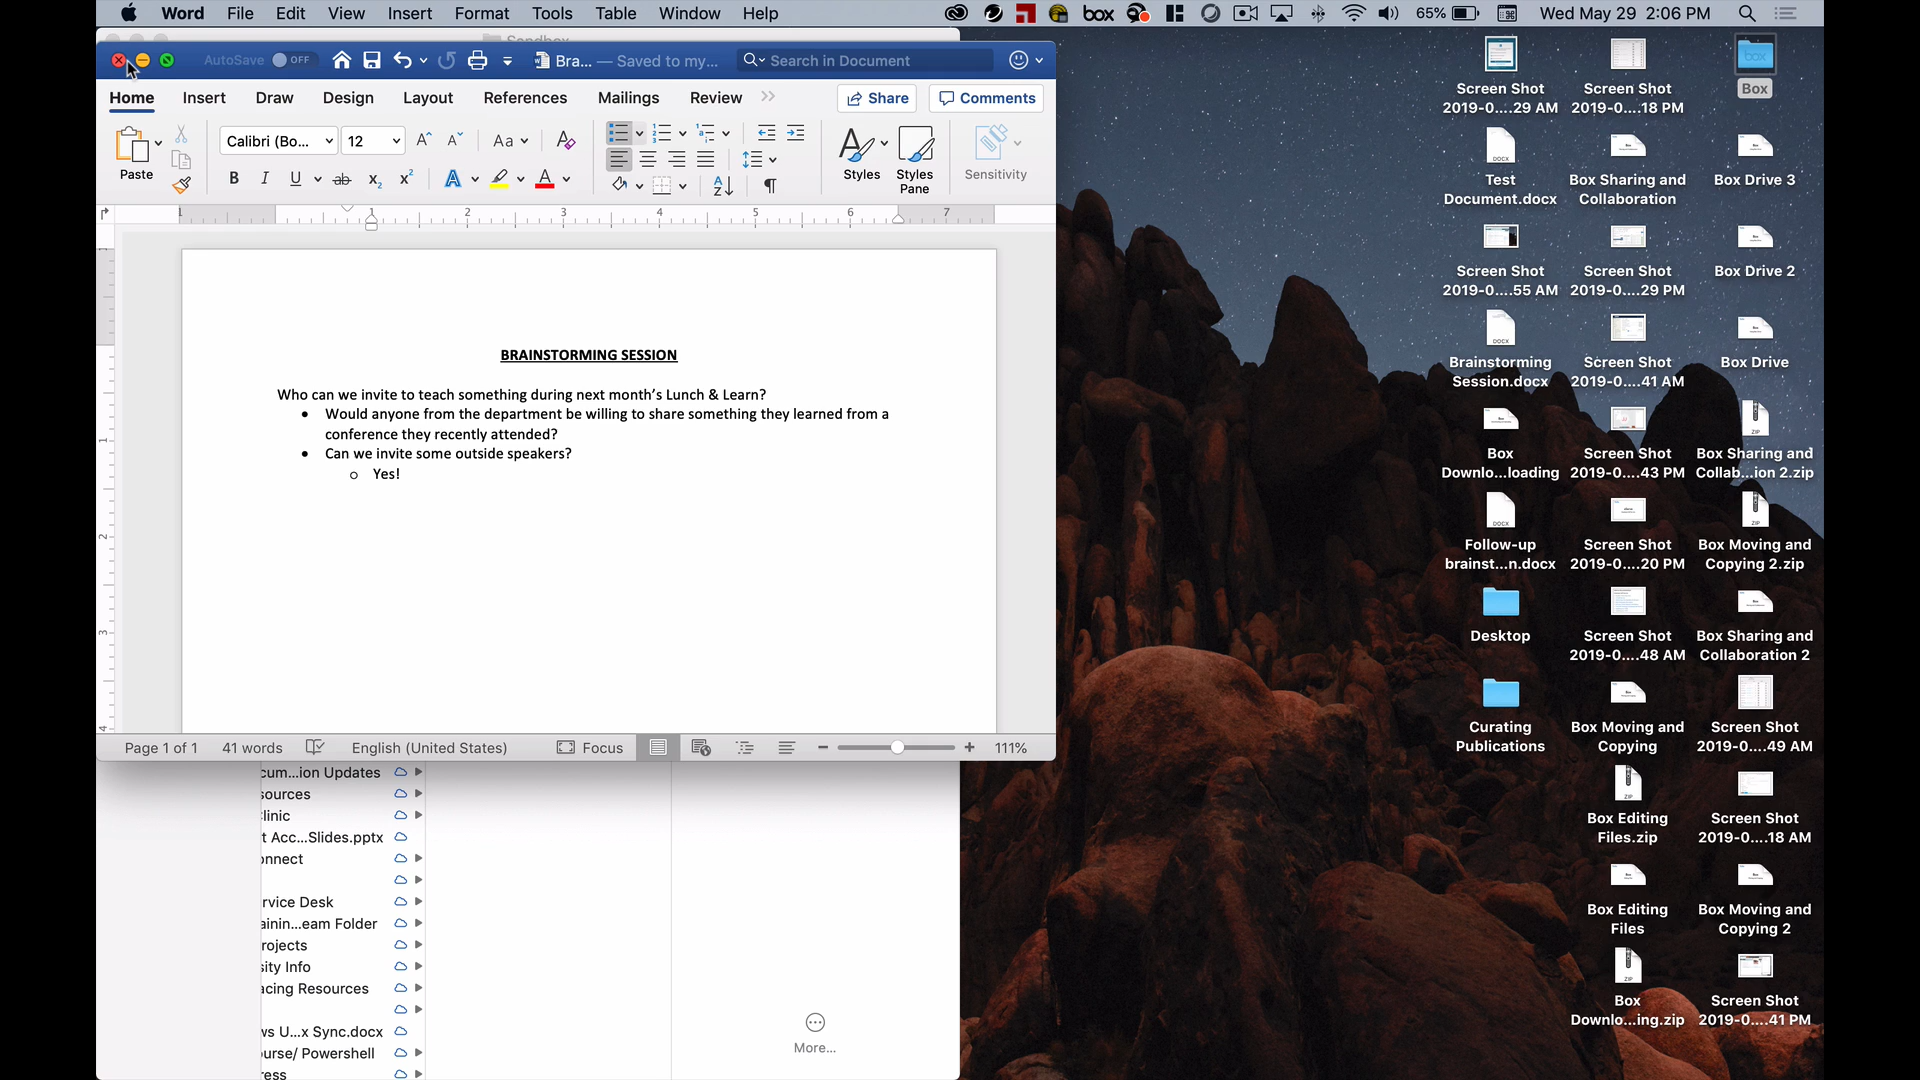 Word File Edit View Insert Format Tools Table Window Help box 65% Wed May 29 2:06 PM
Sandbox
AutoSave OFF Bra... — Saved to my... Search in Document
Home Insert Draw Design Layout References Mailings Review Share Comments
Paste Calibri (Bo... 12 Styles Styles Pane Sensitivity
BRAINSTORMING SESSION
Who can we invite to teach something during next month's Lunch & Learn?
• Would anyone from the department be willing to share something they learned from a
conference they recently attended?
• Can we invite some outside speakers?
o Yes!
Page 1 of 1 41 words English (United States) Focus 111%
cum...ion Updates
sources
linic
t Acc...Slides.pptx
onnect
rvice Desk
ainin...eam Folder
rojects
sity Info
acing Resources
ws U...x Sync.docx
ourse/ Powershell
ress
More...
Screen Shot
2019-0....29 AM
Screen Shot
2019-0....18 PM
Box
Test
Document.docx
Box Sharing and
Collaboration
Box Drive 3
Screen Shot
2019-0....55 AM
Screen Shot
2019-0....29 PM
Box Drive 2
Brainstorming
Session.docx
Screen Shot
2019-0....41 AM
Box Drive
Box
Downlo...loading
Screen Shot
2019-0....43 PM
Box Sharing and
Collab...ion 2.zip
Follow-up
brainst...n.docx
Screen Shot
2019-0....20 PM
Box Moving and
Copying 2.zip
Desktop
Screen Shot
2019-0....48 AM
Box Sharing and
Collaboration 2
Curating
Publications
Box Moving and
Copying
Screen Shot
2019-0....49 AM
Box Editing
Files.zip
Screen Shot
2019-0....18 AM
Box Editing
Files
Box Moving and
Copying 2
Box
Downlo...ing.zip
Screen Shot
2019-0....41 PM